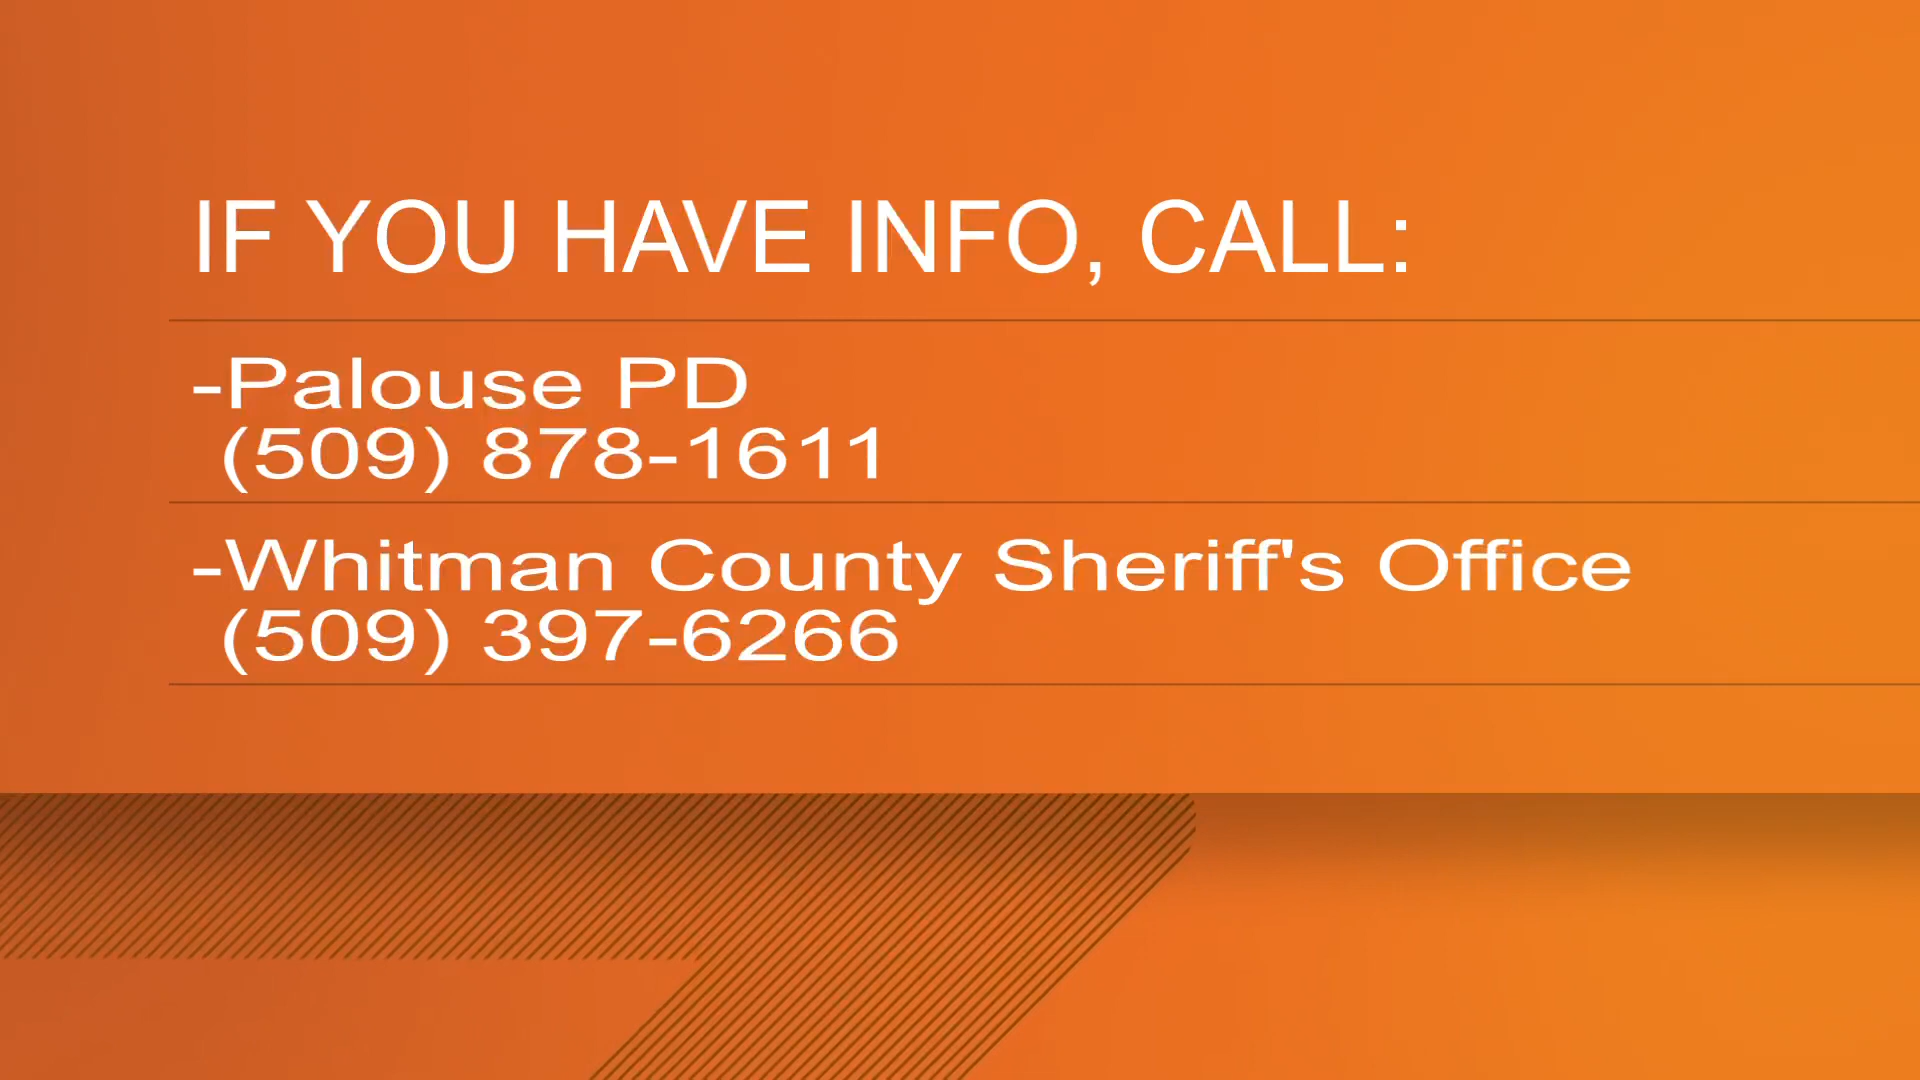 IF YOU HAVE INFO, CALL:
-Palouse PD
(509) 878-1611
-Whitman County Sheriff's Office
(509) 397-6266